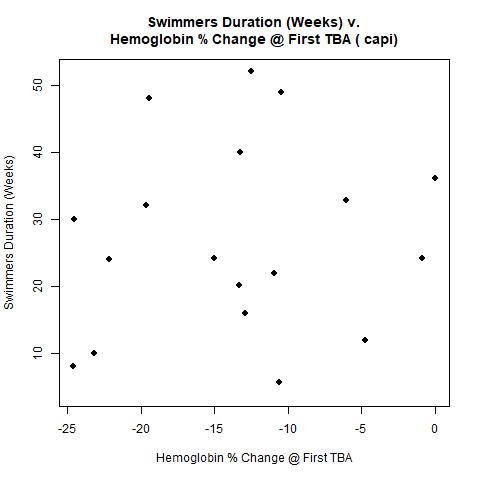 Swimmers Duration (Weeks) v.
Hemoglobin % Change @ First TBA ( capi)
Swimmers Duration (Weeks)
50
40
30
20
10
-25 -20 -15 -10 -5 0
Hemoglobin % Change @ First TBA